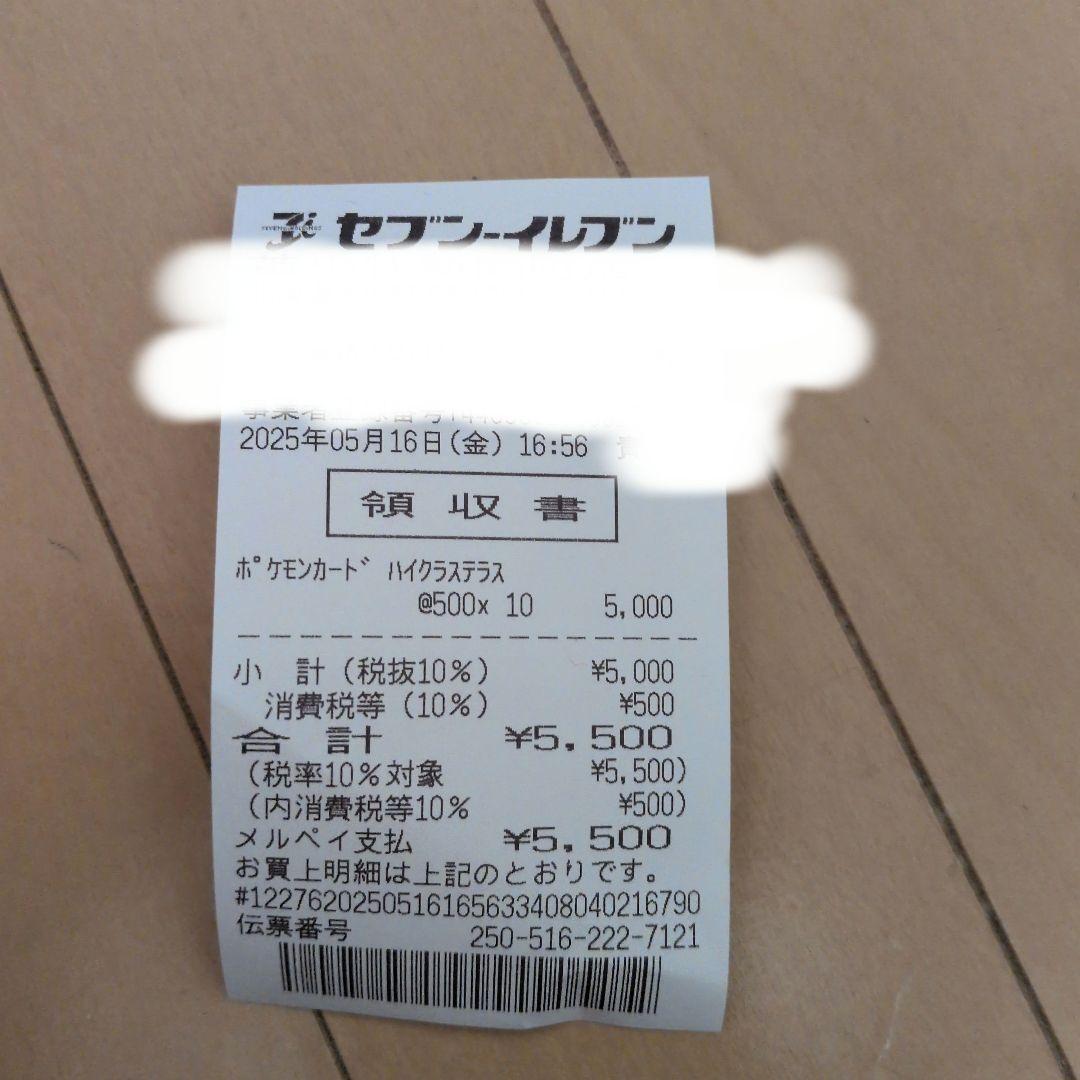 セブン-イレブン
2025年05月16日(金) 16:56
領収書
ポケモンカード ハイクラステラス
@500x 10 5,000
小 計(税抜10%) ¥5,000
消費税等(10%) ¥500
合 計 ¥5,500
(税率10%対象 ¥5,500)
(内消費税等10% ¥500)
メルペイ支払 ¥5,500
お買上明細は上記のとおりです。
#122762025051616563340804021​6790
伝票番号 250-516-222-7121